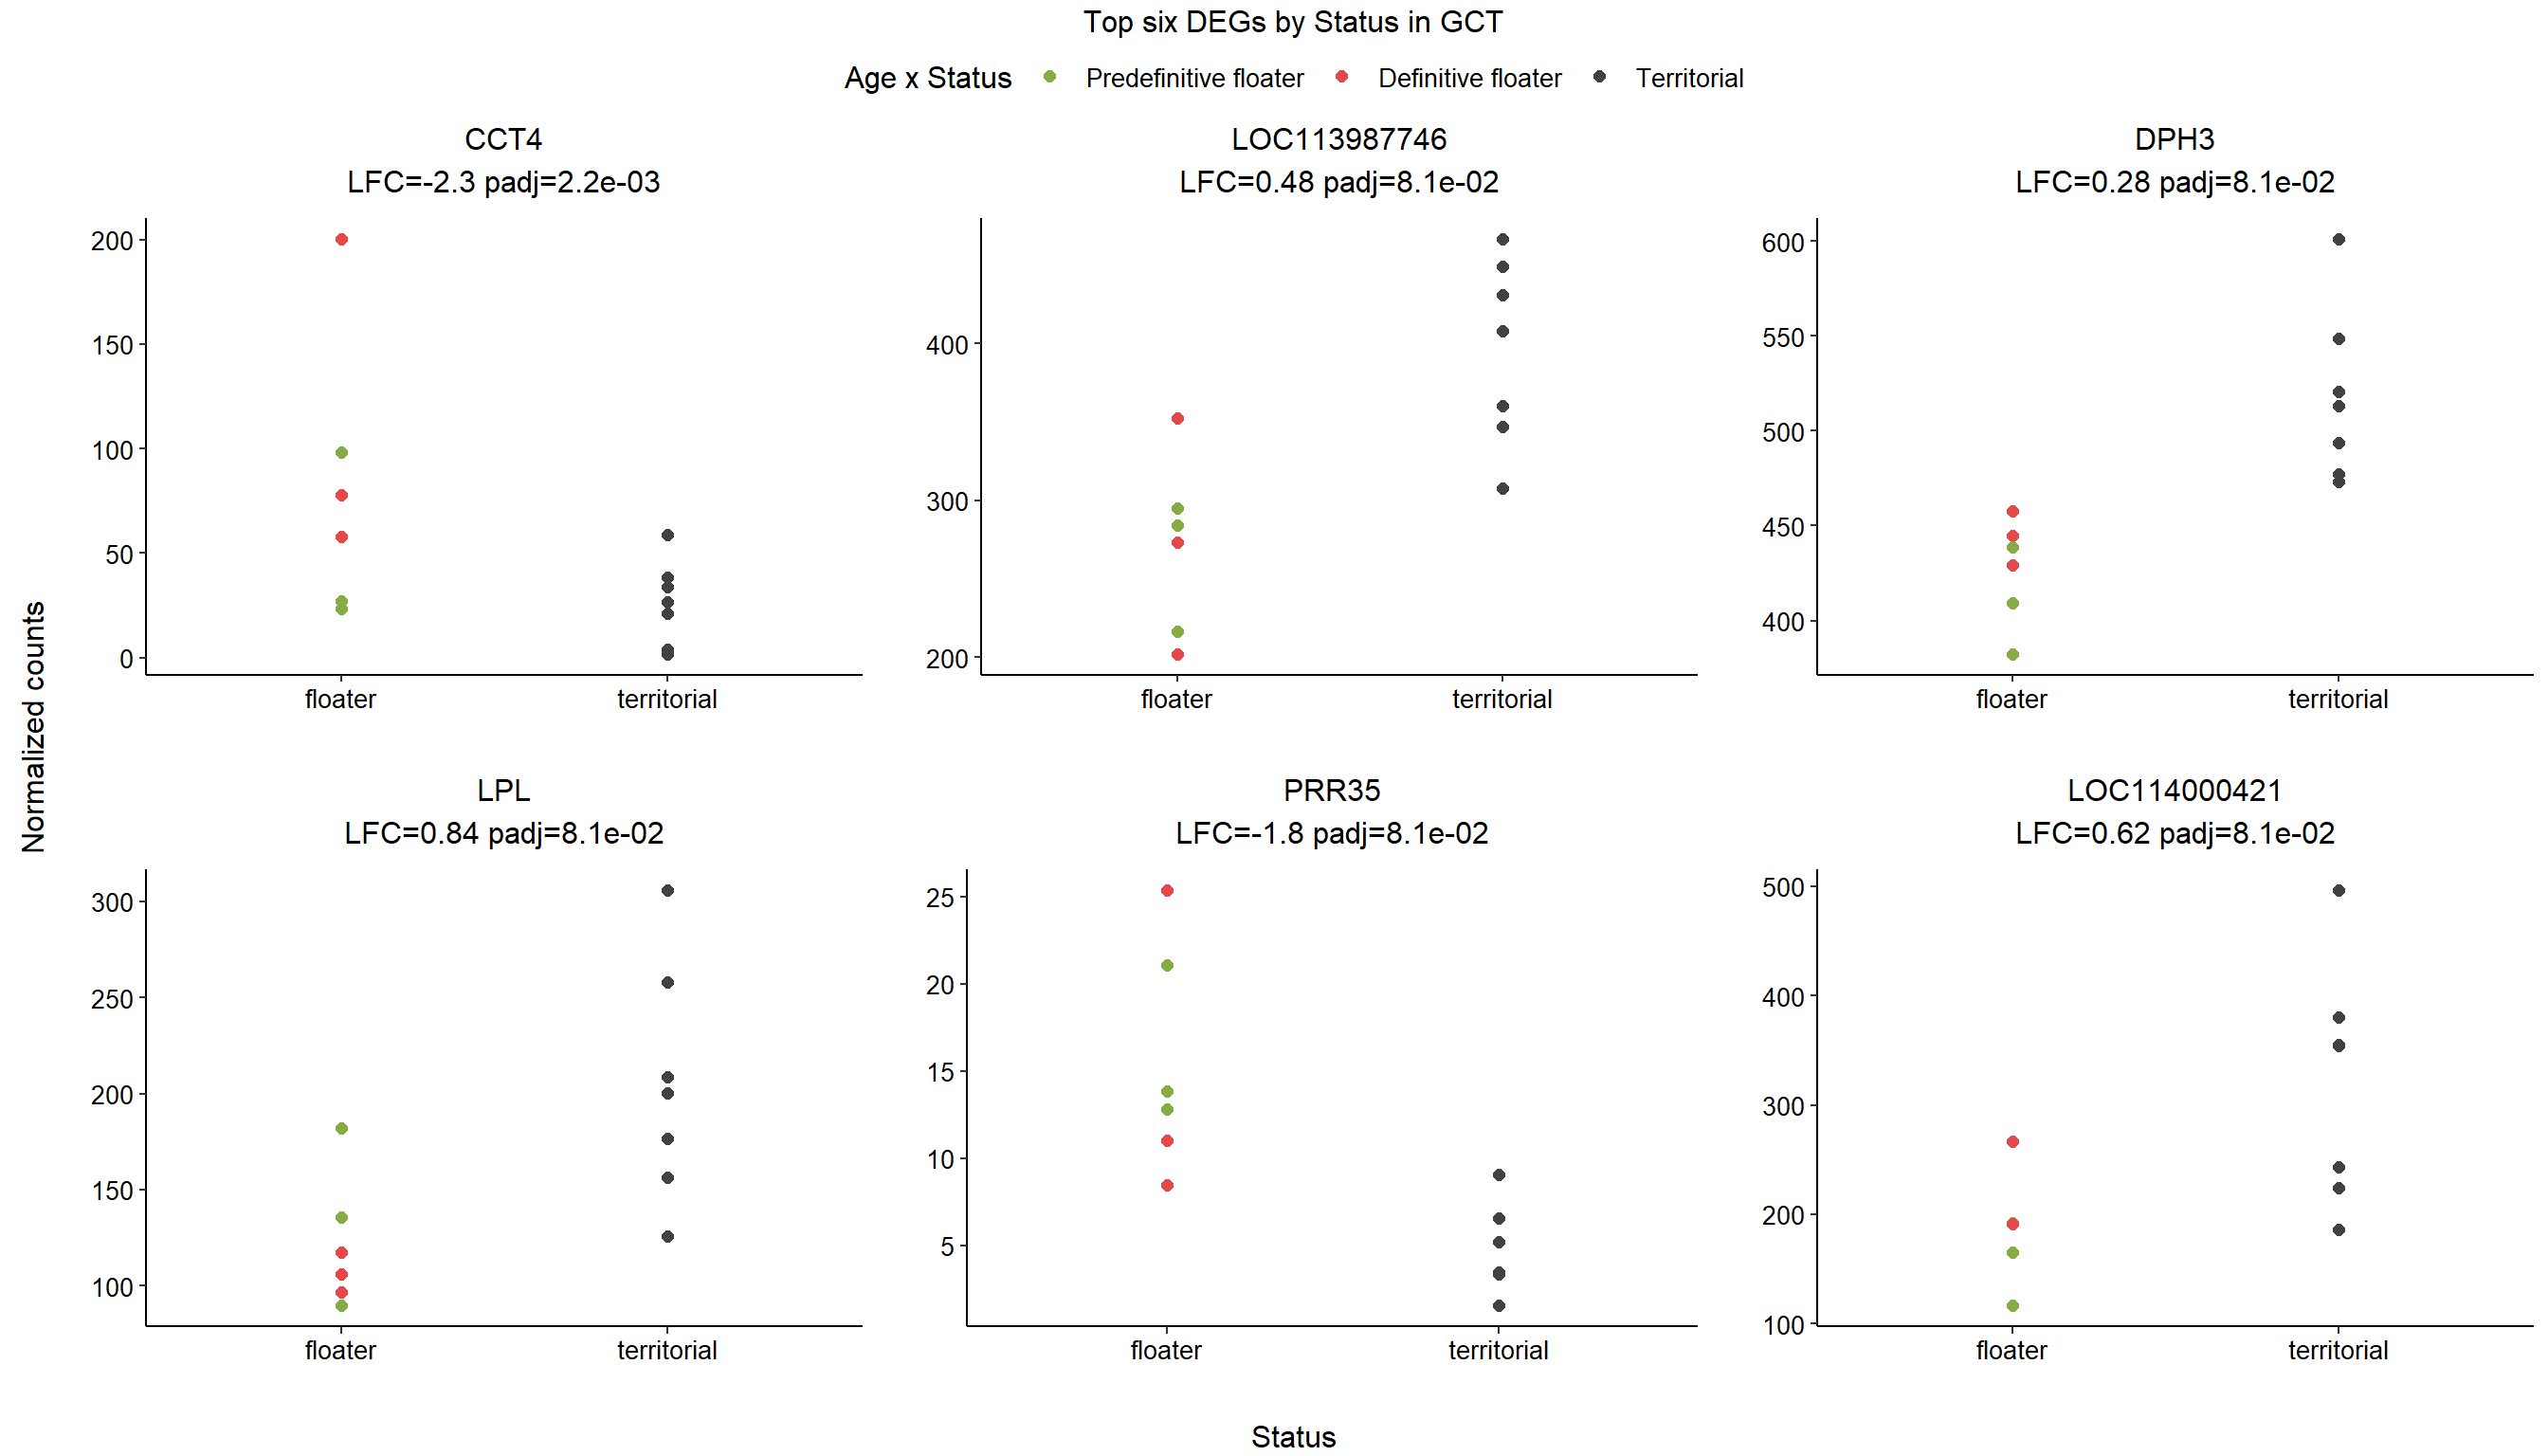 Top six DEGs by Status in GCT
Age x Status Predefinitive floater Definitive floater Territorial
CCT4
LFC=-2.3 padj=2.2e-03
200
150
100
50
0
floater territorial
LOC113987746
LFC=0.48 padj=8.1e-02
400
300
200
floater territorial
DPH3
LFC=0.28 padj=8.1e-02
600
550
500
450
400
floater territorial
Normalized counts
LPL
LFC=0.84 padj=8.1e-02
300
250
200
150
100
floater territorial
PRR35
LFC=-1.8 padj=8.1e-02
25
20
15
10
5
floater territorial
LOC114000421
LFC=0.62 padj=8.1e-02
500
400
300
200
100
floater territorial
Status